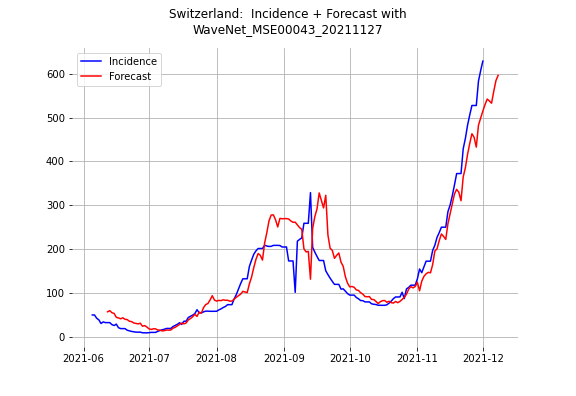 Switzerland:  Incidence + Forecast with
WaveNet_MSE00043_20211127
Incidence
Forecast
600
500
400
300
200
100
0
2021-06 2021-07 2021-08 2021-09 2021-10 2021-11 2021-12